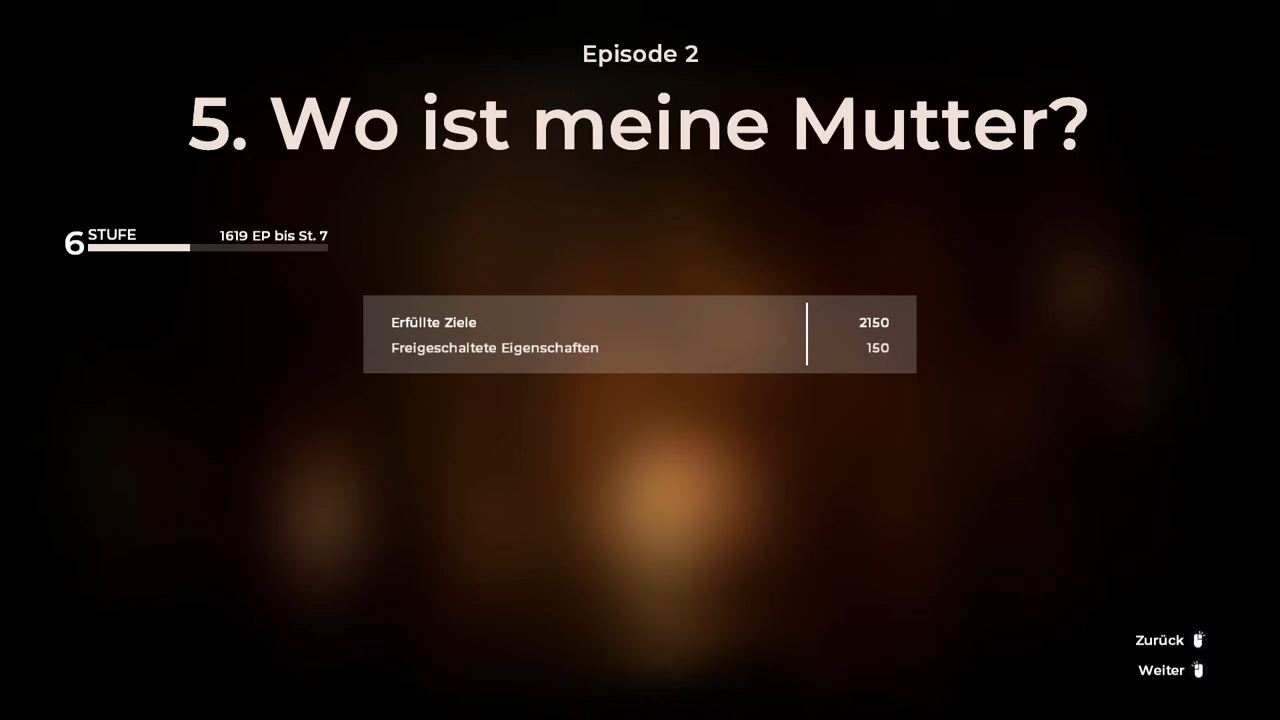 Episode 2
5. Wo ist meine Mutter?
6 STUFE 1619 EP bis St. 7
Erfüllte Ziele 2150
Freigeschaltete Eigenschaften 150
Zurück
Weiter